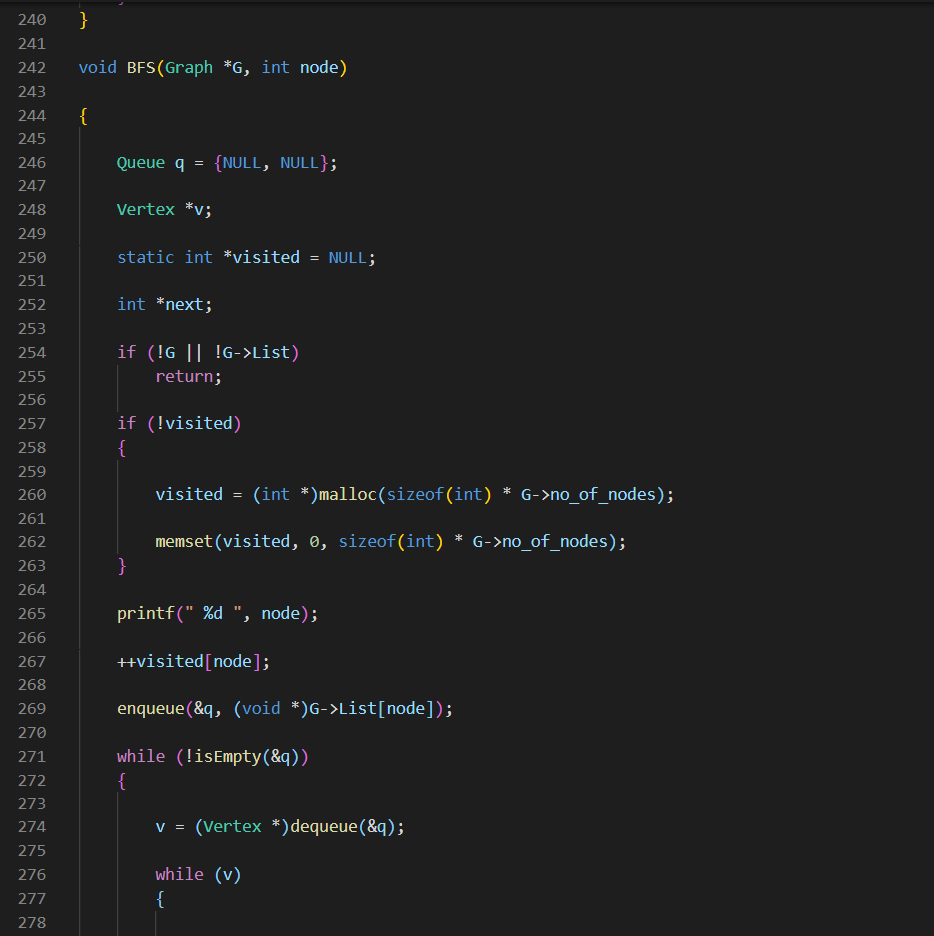 240 }
241
242 void BFS(Graph *G, int node)
243
244 {
245
246     Queue q = {NULL, NULL};
247
248     Vertex *v;
249
250     static int *visited = NULL;
251
252     int *next;
253
254     if (!G || !G->List)
255         return;
256
257     if (!visited)
258     {
259
260         visited = (int *)malloc(sizeof(int) * G->no_of_nodes);
261
262         memset(visited, 0, sizeof(int) * G->no_of_nodes);
263     }
264
265     printf(" %d ", node);
266
267     ++visited[node];
268
269     enqueue(&q, (void *)G->List[node]);
270
271     while (!isEmpty(&q))
272     {
273
274         v = (Vertex *)dequeue(&q);
275
276         while (v)
277         {
278